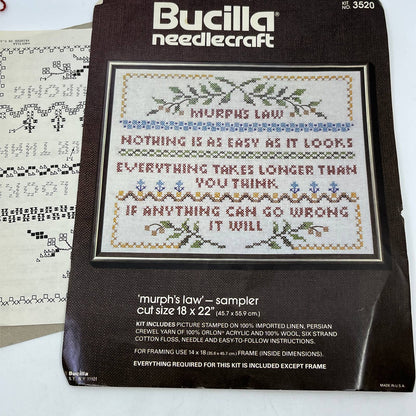 Bucilla®
needlecraft
KIT
NO. 3520
MURPH'S LAW
NOTHING IS AS EASY AS IT LOOKS
EVERYTHING TAKES LONGER THAN
YOU THINK
IF ANYTHING CAN GO WRONG
IT WILL
'murph's law' – sampler
cut size 18 x 22" (45.7 x 55.9 cm.)
KIT INCLUDES PICTURE STAMPED ON 100% IMPORTED LINEN, PERSIAN
CREWEL YARN OF 100% ORLON® ACRYLIC AND 100% WOOL, SIX STRAND
COTTON FLOSS, NEEDLE AND EASY-TO-FOLLOW INSTRUCTIONS.
FOR FRAMING USE 14 x 18 (35.6 x 45.7 cm.) FRAME (INSIDE DIMENSIONS).
EVERYTHING REQUIRED FOR THIS KIT IS INCLUDED EXCEPT FRAME
Bucilla
MADE IN U.S.A.